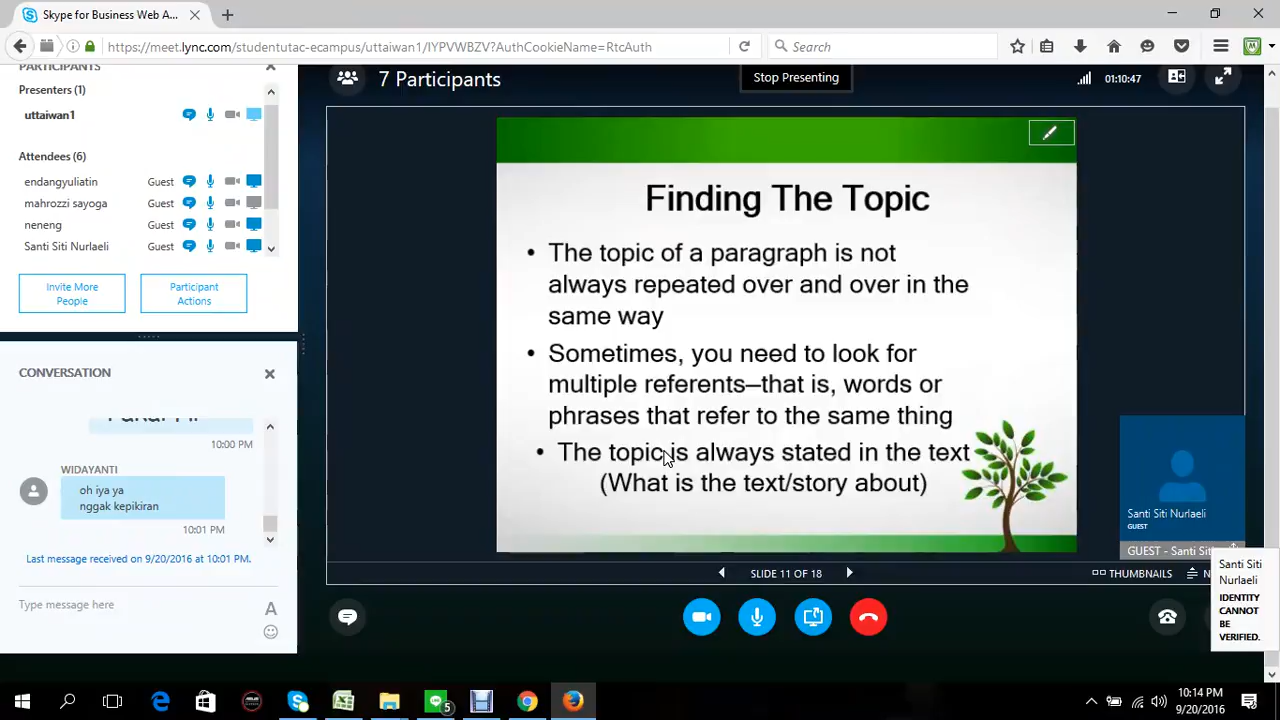 Skype for Business Web A...
https://meet.lync.com/studentutac-ecampus/uttaiwan1/IYPVWBZV?AuthCookieName=RtcAuth
Search
PARTICIPANTS
Presenters (1)
uttaiwan1
Attendees (6)
endangyuliatin Guest
mahrozzi sayoga Guest
neneng Guest
Santi Siti Nurlaeli Guest
Invite More
People
Participant
Actions
CONVERSATION
10:00 PM
WIDAYANTI
oh iya ya
nggak kepikiran
10:01 PM
Last message received on 9/20/2016 at 10:01 PM.
Type message here
A
7 Participants
Stop Presenting
01:10:47
Finding The Topic
• The topic of a paragraph is not
always repeated over and over in the
same way
• Sometimes, you need to look for
multiple referents–that is, words or
phrases that refer to the same thing
• The topic is always stated in the text
(What is the text/story about)
Santi Siti Nurlaeli
GUEST
GUEST - Santi Siti
SLIDE 11 OF 18
THUMBNAILS
Santi Siti
Nurlaeli
IDENTITY
CANNOT
BE
VERIFIED.
5
10:14 PM
9/20/2016